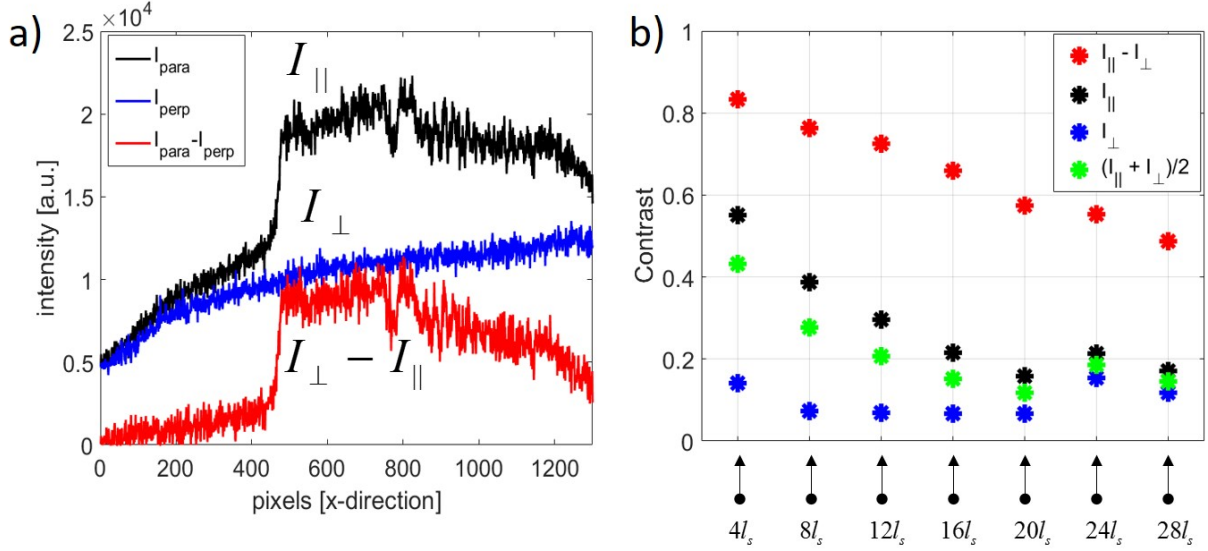 a)
×10⁴
I_para
I_perp
I_para-I_perp
I_||
I_⊥
I_⊥ − I_||
2.5
2
1.5
1
0.5
0
intensity [a.u.]
0 200 400 600 800 1000 1200
pixels [x-direction]
b)
I_|| - I_⊥
I_||
I_⊥
(I_|| + I_⊥)/2
1
0.8
0.6
0.4
0.2
0
Contrast
4l_s 8l_s 12l_s 16l_s 20l_s 24l_s 28l_s